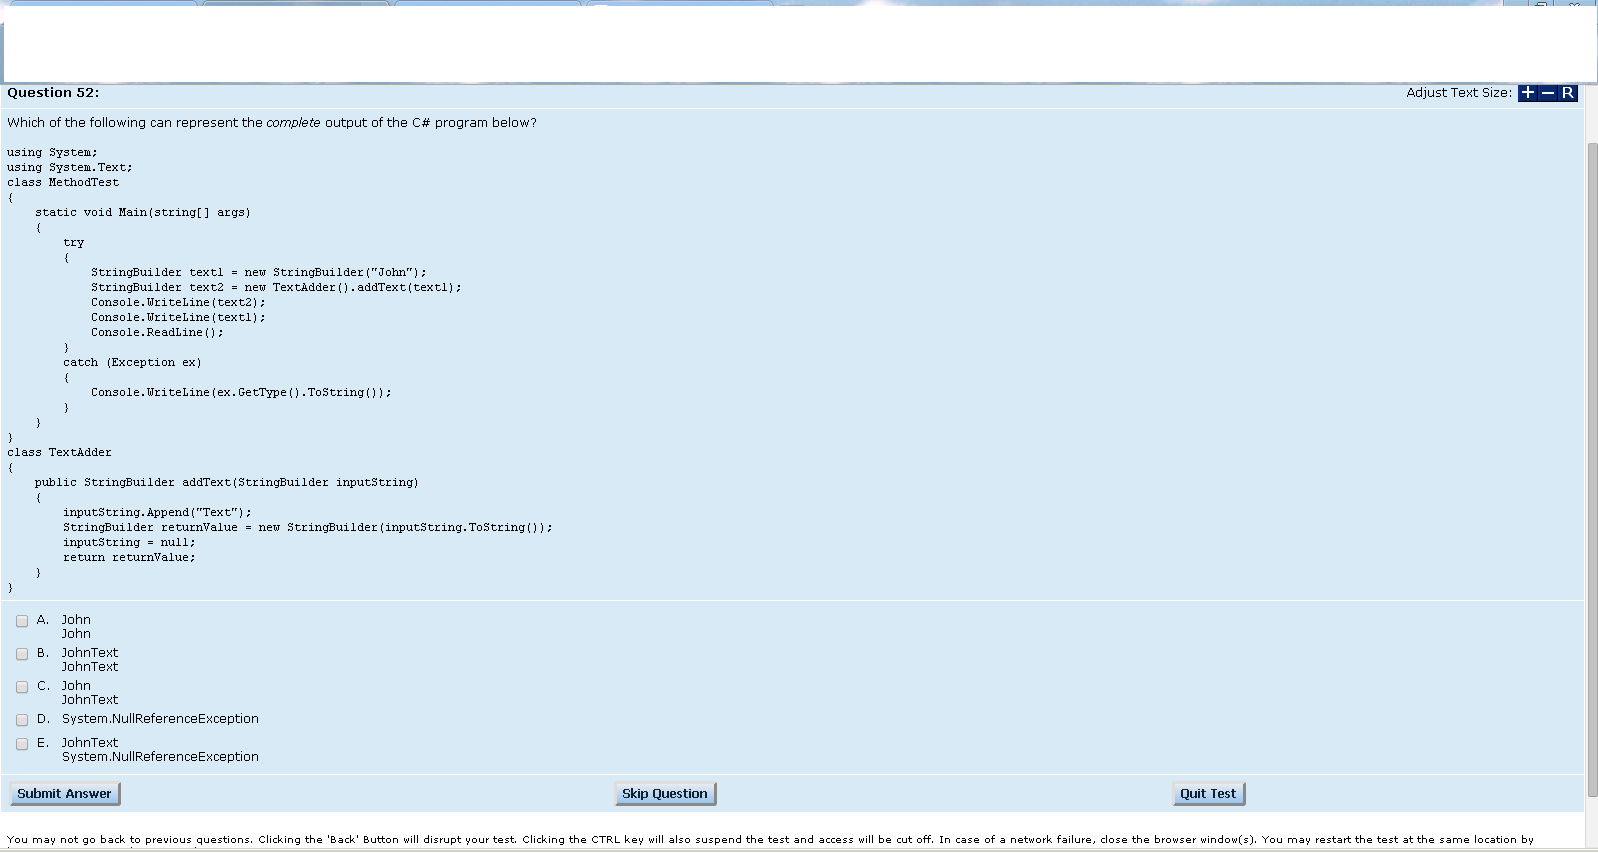 Question 52:
Adjust Text Size: + − R
Which of the following can represent the complete output of the C# program below?
using System;
using System.Text;
class MethodTest
{
    static void Main(string[] args)
    {
        try
        {
            StringBuilder text1 = new StringBuilder("John");
            StringBuilder text2 = new TextAdder().addText(text1);
            Console.WriteLine(text2);
            Console.WriteLine(text1);
            Console.ReadLine();
        }
        catch (Exception ex)
        {
            Console.WriteLine(ex.GetType().ToString());
        }
    }
}
class TextAdder
{
    public StringBuilder addText(StringBuilder inputString)
    {
        inputString.Append("Text");
        StringBuilder returnValue = new StringBuilder(inputString.ToString());
        inputString = null;
        return returnValue;
    }
}
A. John
John
B. JohnText
JohnText
C. John
JohnText
D. System.NullReferenceException
E. JohnText
System.NullReferenceException
Submit Answer
Skip Question
Quit Test
You may not go back to previous questions. Clicking the 'Back' Button will disrupt your test. Clicking the CTRL key will also suspend the test and access will be cut off. In case of a network failure, close the browser window(s). You may restart the test at the same location by